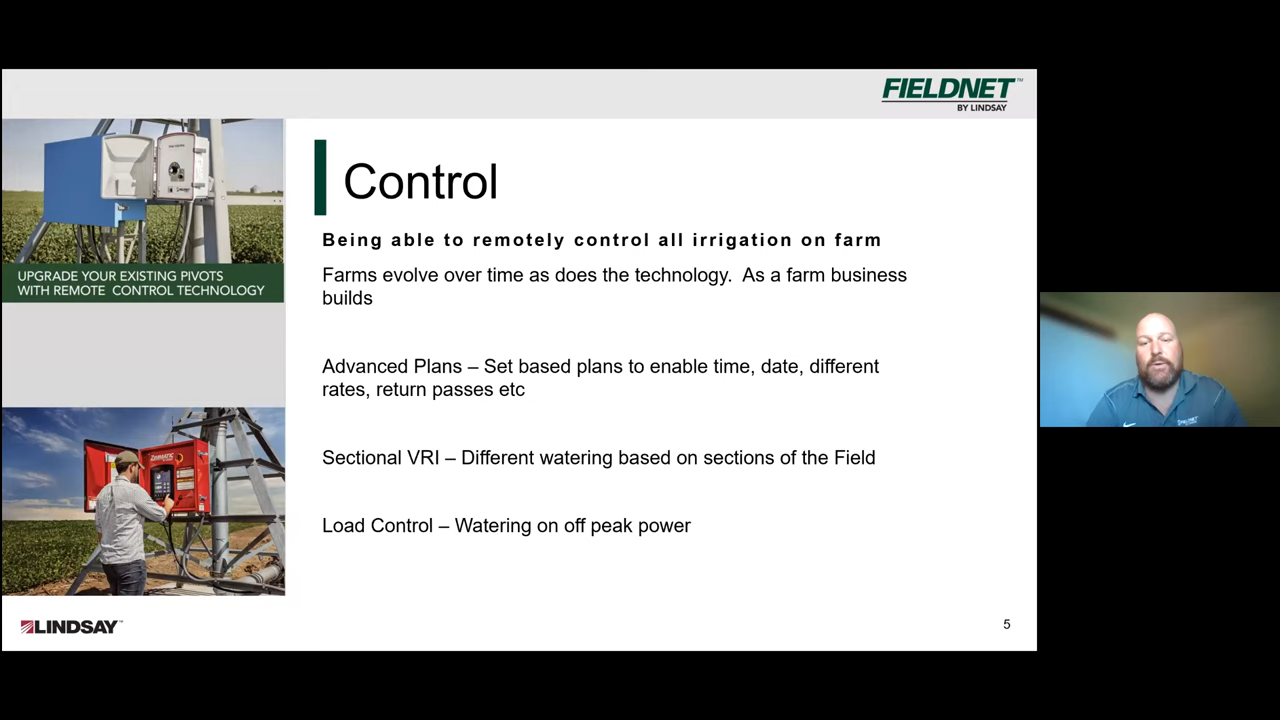 FIELDNET™
BY LINDSAY
Control
UPGRADE YOUR EXISTING PIVOTS
WITH REMOTE CONTROL TECHNOLOGY
Being able to remotely control all irrigation on farm
Farms evolve over time as does the technology. As a farm business
builds
Advanced Plans – Set based plans to enable time, date, different
rates, return passes etc
Sectional VRI – Different watering based on sections of the Field
Load Control – Watering on off peak power
ZIMMATIC
LINDSAY™
5